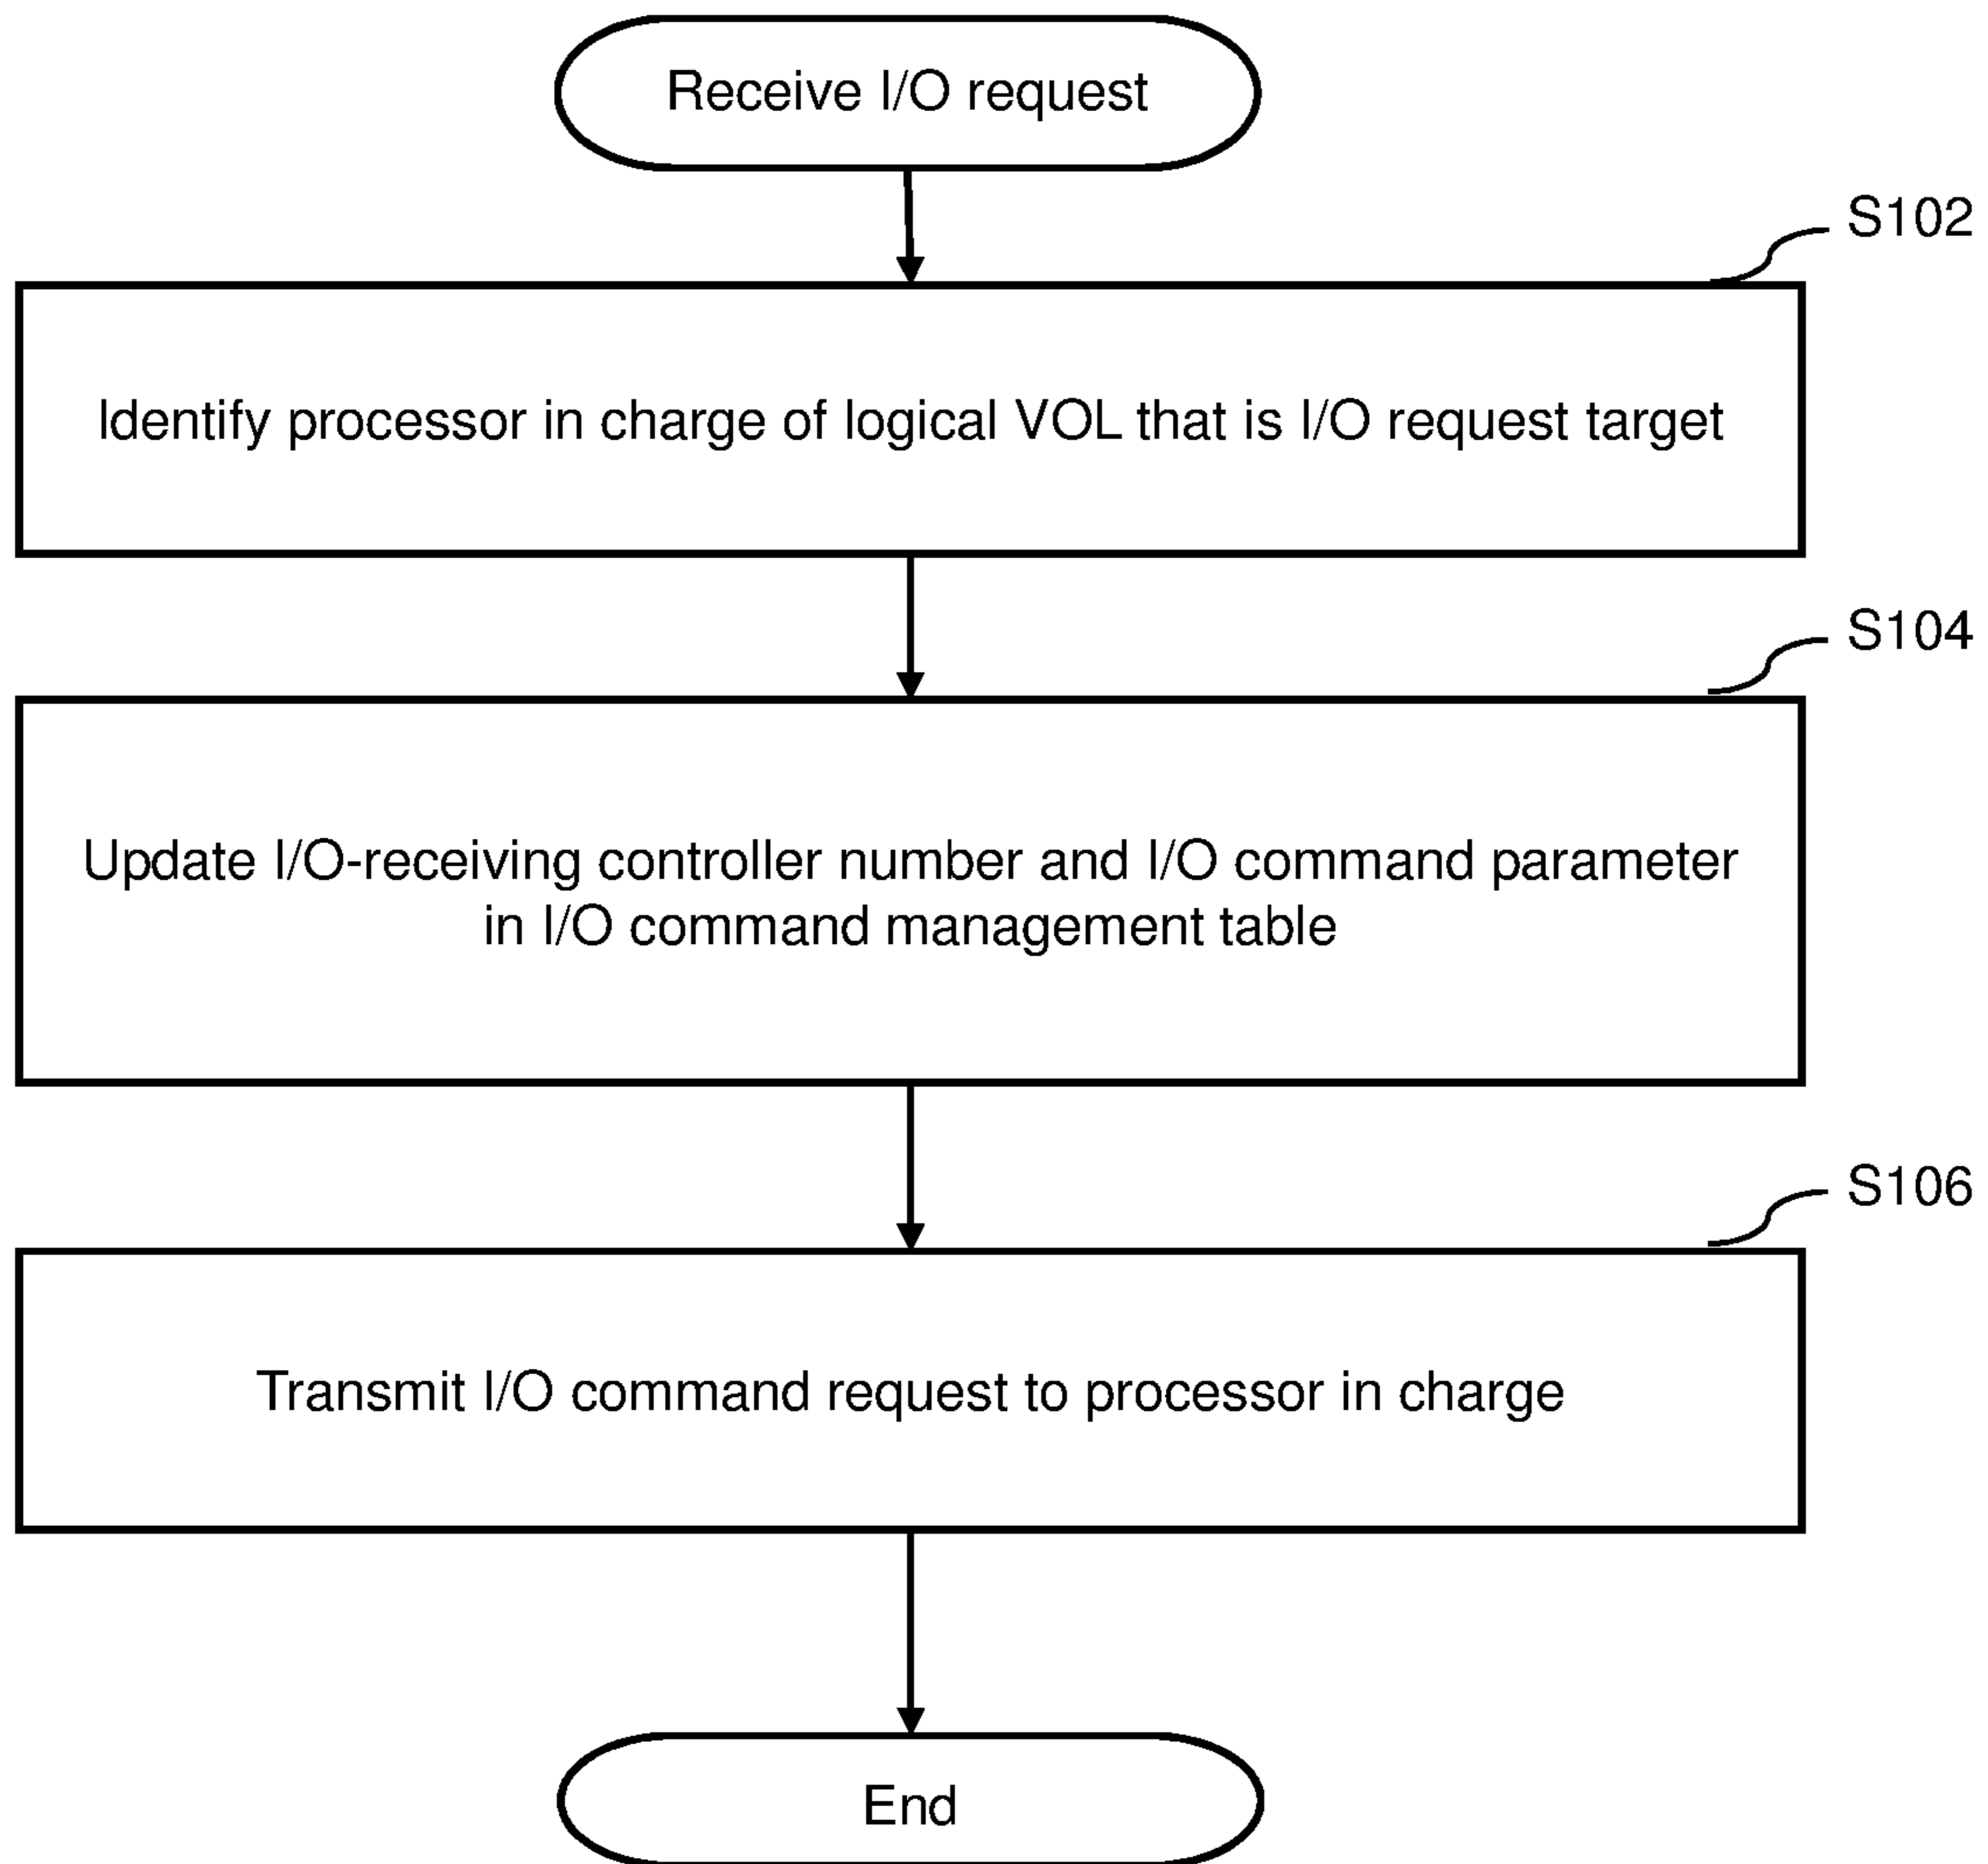 Receive I/O request
S102
Identify processor in charge of logical VOL that is I/O request target
S104
Update I/O-receiving controller number and I/O command parameter
in I/O command management table
S106
Transmit I/O command request to processor in charge
End